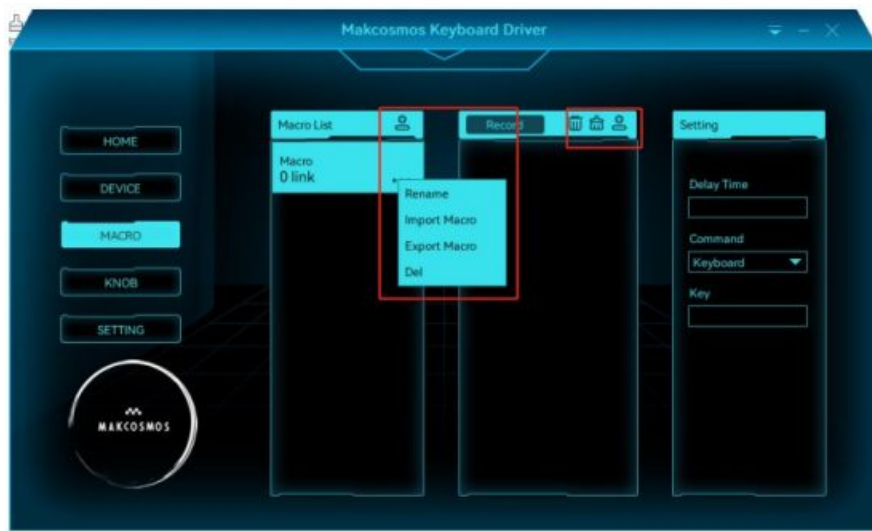 Makcosmos Keyboard Driver
HOME
DEVICE
MACRO
KNOB
SETTING
MAKCOSMOS
Macro List
Macro
0 link
Rename
Import Macro
Export Macro
Del
Record
Setting
Delay Time
Command
Keyboard
Key